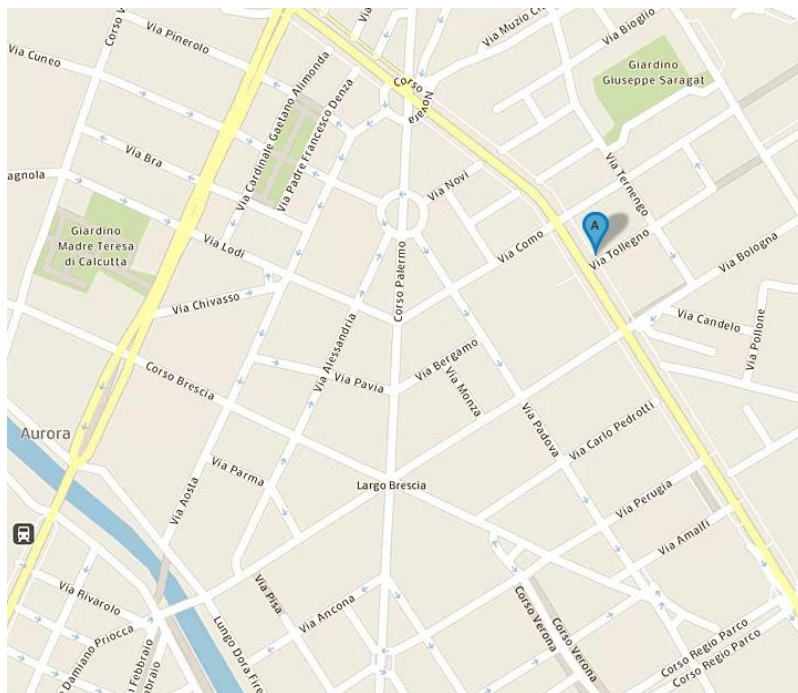 Corso V
Via
Via Muzio Cl
Via Bioglio
Via Pinerolo
Via Cuneo
Via Cardinale Gaetano Alimonda
Via Padre Francesco Denza
Corso
Novara
Giardino
Giuseppe Saragat
Via Bra
agnola
Via Novi
Via Ternengo
Giardino
Madre Teresa
di Calcutta
Via Lodi
Corso Palermo
Via Como
A
Via Tollegno
Via Bologna
Via Chivasso
Via Candelo
Via Pollone
Via Alessandria
Via Bergamo
Corso Brescia
Via Pavia
Via Monza
Via Padova
Via Carlo Pedrotti
Aurora
Via Parma
Largo Brescia
Via Aosta
Via Perugia
Via Amalfi
Via Rivarolo
Via Pisa
Via Ancona
Corso Verona
Corso Verona
Lungo Dora Fire
Damiano Priocca
Febbraio
bbraio
Corso Regio Parco
Corso Regio Parco